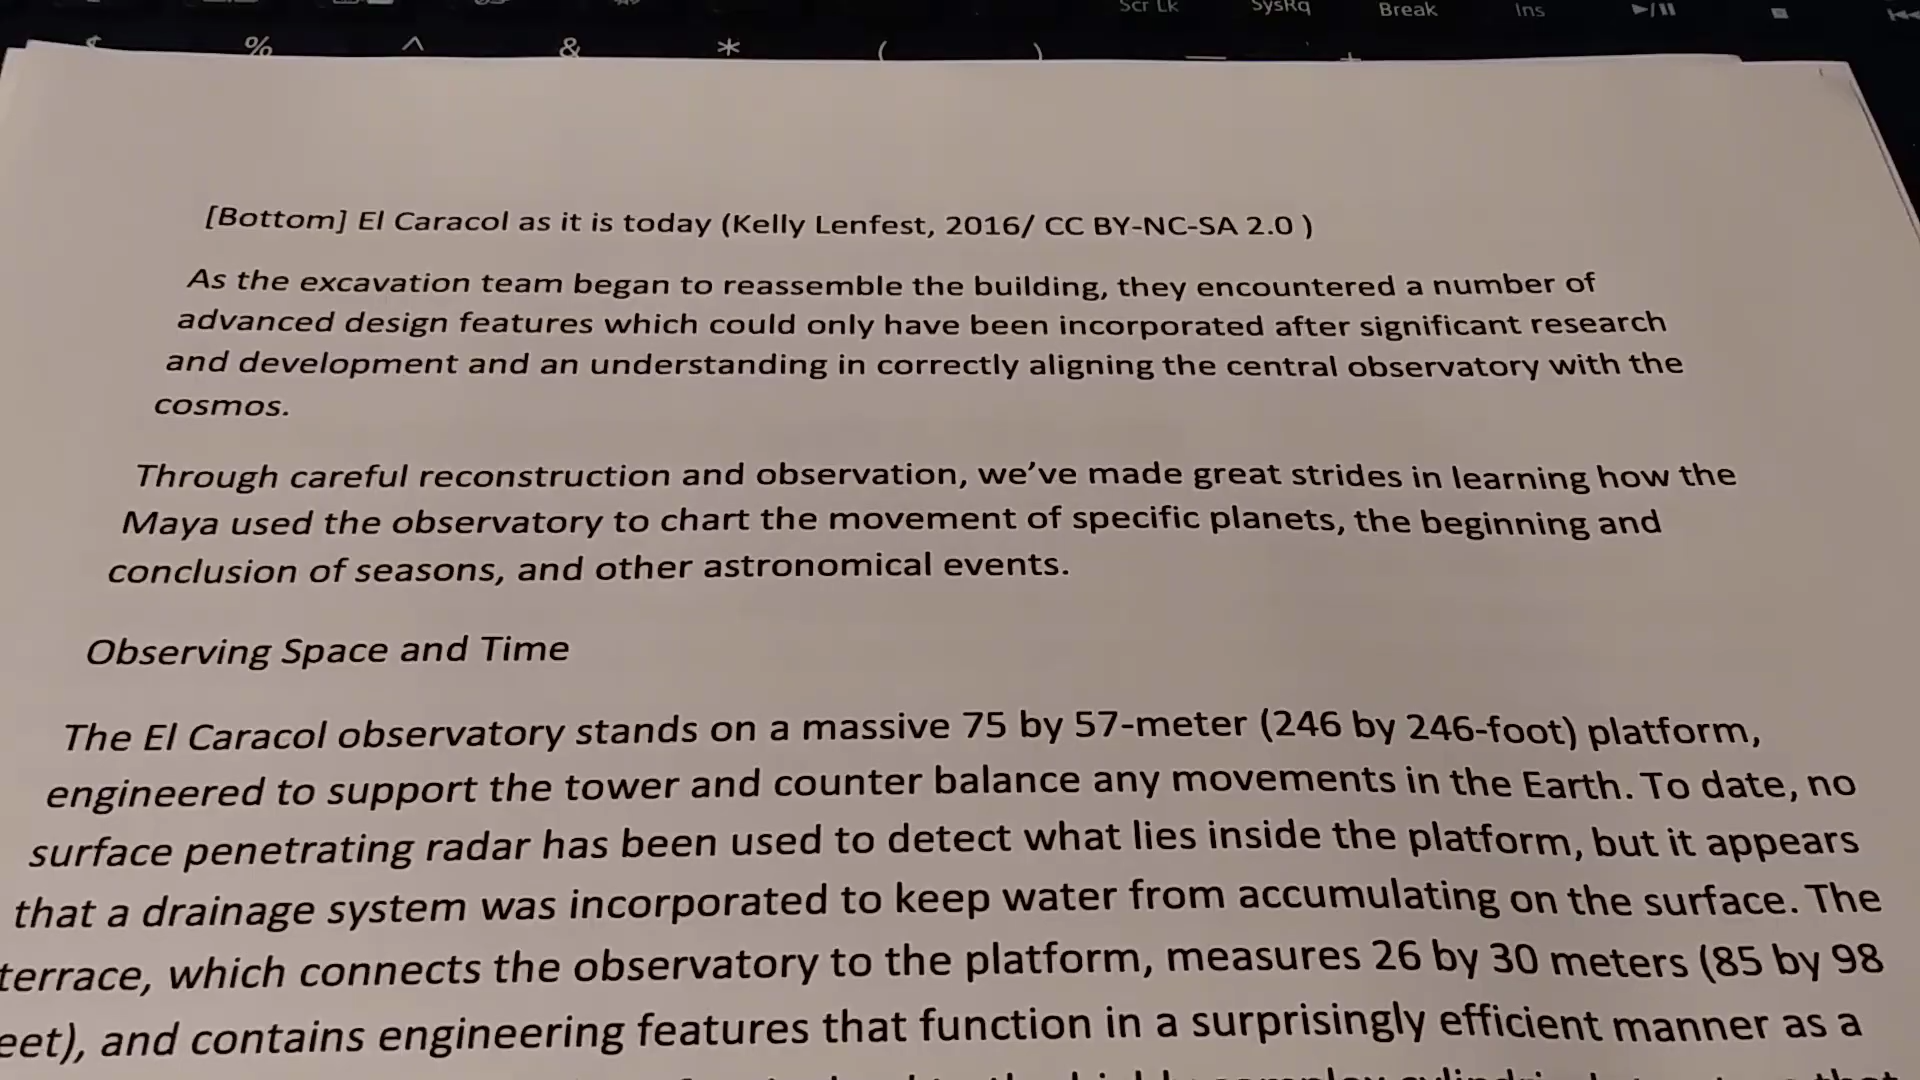 Scr Lk SysRq Break Ins
% ^ & * ( ) — +
[Bottom] El Caracol as it is today (Kelly Lenfest, 2016/ CC BY-NC-SA 2.0 )
As the excavation team began to reassemble the building, they encountered a number of
advanced design features which could only have been incorporated after significant research
and development and an understanding in correctly aligning the central observatory with the
cosmos.
Through careful reconstruction and observation, we’ve made great strides in learning how the
Maya used the observatory to chart the movement of specific planets, the beginning and
conclusion of seasons, and other astronomical events.
Observing Space and Time
The El Caracol observatory stands on a massive 75 by 57-meter (246 by 246-foot) platform,
engineered to support the tower and counter balance any movements in the Earth. To date, no
surface penetrating radar has been used to detect what lies inside the platform, but it appears
that a drainage system was incorporated to keep water from accumulating on the surface. The
terrace, which connects the observatory to the platform, measures 26 by 30 meters (85 by 98
eet), and contains engineering features that function in a surprisingly efficient manner as a